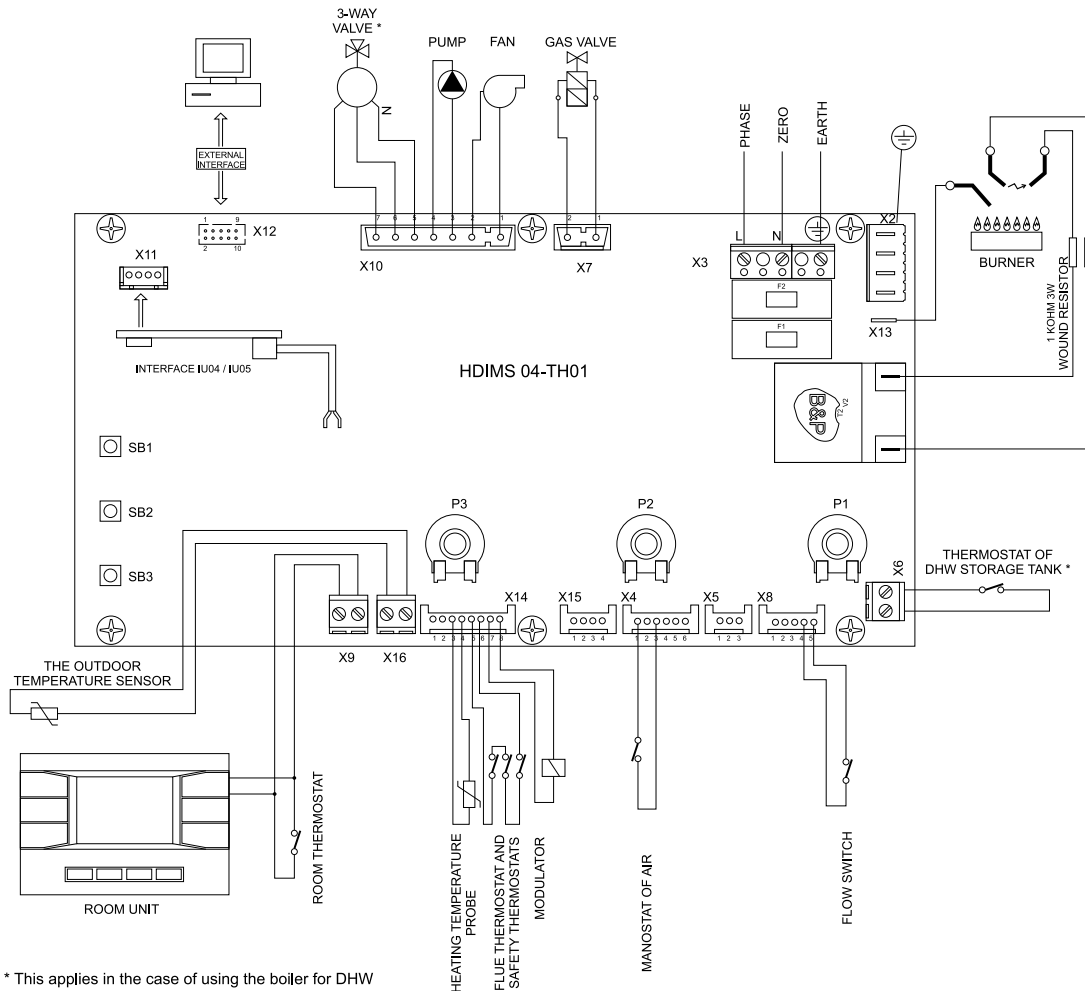 3-WAY
VALVE *
PUMP
FAN
GAS VALVE
N
PHASE
ZERO
EARTH
EXTERNAL
INTERFACE
1 9
2 10
X12
7 6 5 4 3 2 1
X10
2 1
X7
L N
X3
X2
F2
F1
X13
BURNER
1 KOHM 3W
WOUND RESISTOR
X11
INTERFACE IU04 / IU05
HDIMS 04-TH01
B&P
T2 V2
SB1
SB2
SB3
P3
P2
P1
X6
THERMOSTAT OF
DHW STORAGE TANK *
X9
X16
X14
1 2 3 4 5 6 7 8
X15
1 2 3 4
X4
1 2 3 4 5 6
X5
1 2 3
X8
1 2 3 4 5
THE OUTDOOR
TEMPERATURE SENSOR
ROOM UNIT
ROOM THERMOSTAT
HEATING TEMPERATURE
PROBE
FLUE THERMOSTAT AND
SAFETY THERMOSTATS
MODULATOR
MANOSTAT OF AIR
FLOW SWITCH
* This applies in the case of using the boiler for DHW